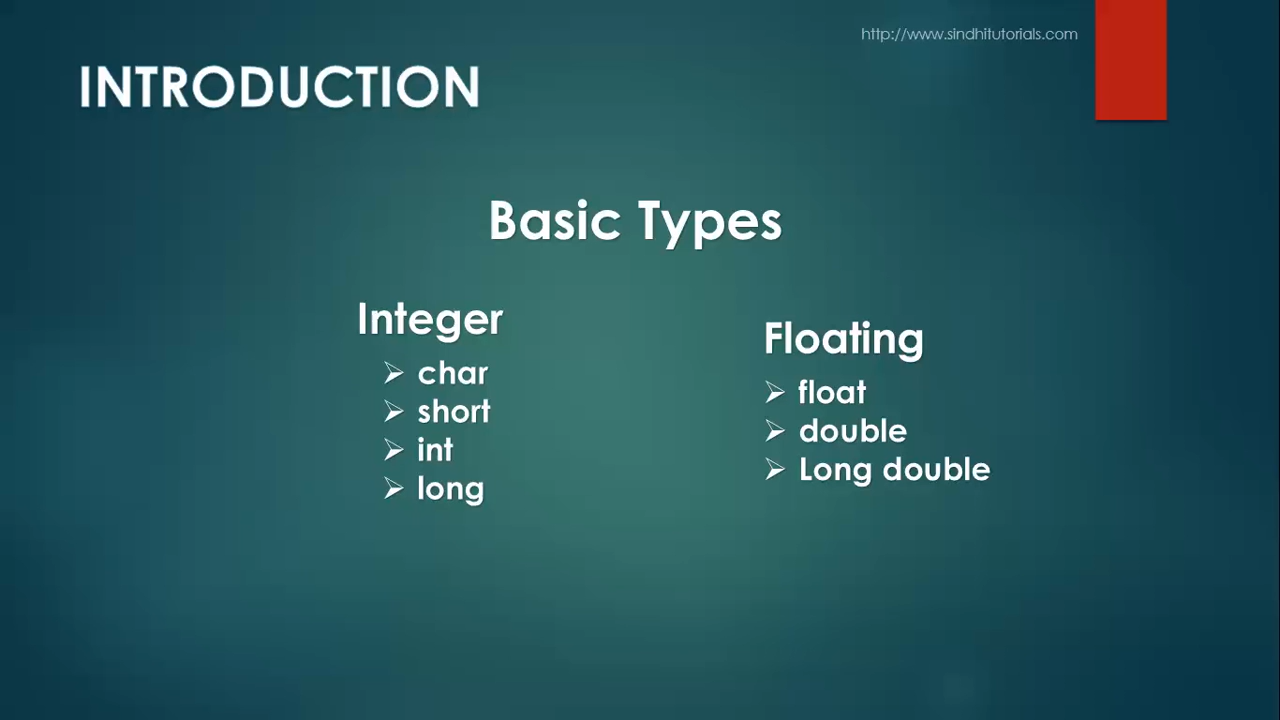 http://www.sindhitutorials.com
INTRODUCTION
Basic Types
Integer
char
short
int
long
Floating
float
double
Long double